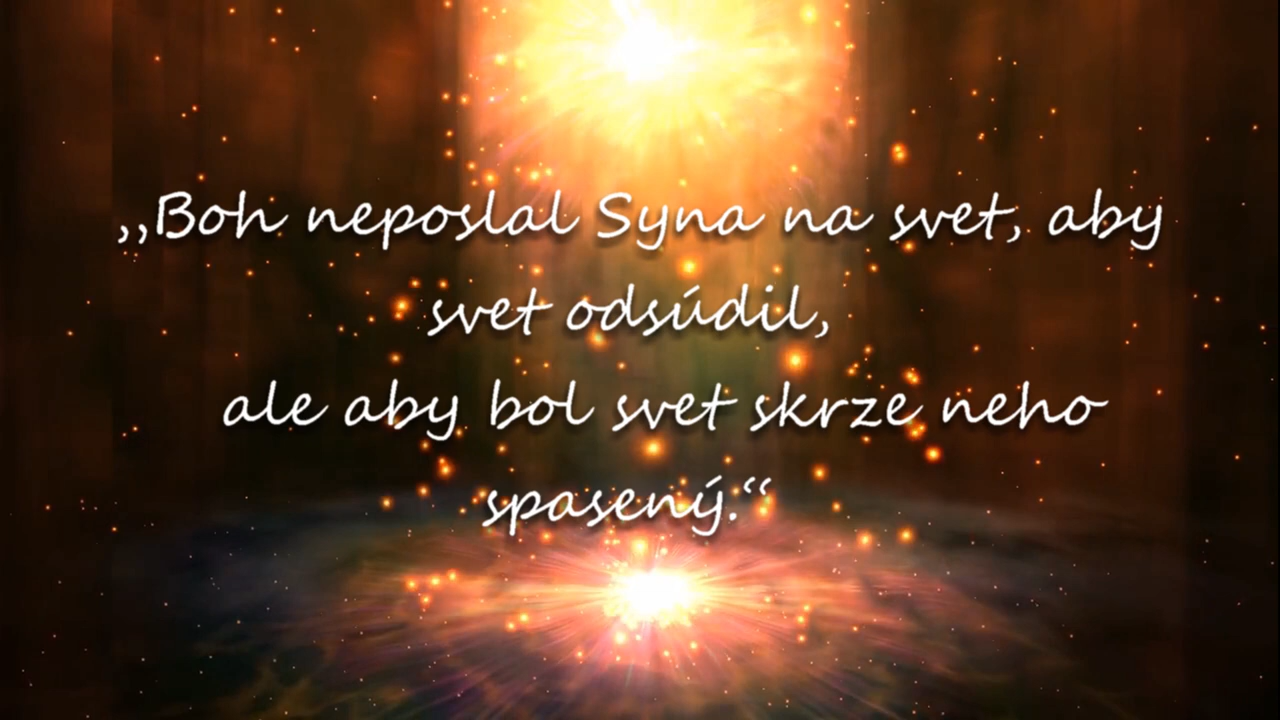 ,,Boh neposlal Syna na svet, aby
svet odsúdil,
ale aby bol svet skrze neho
spasený.“